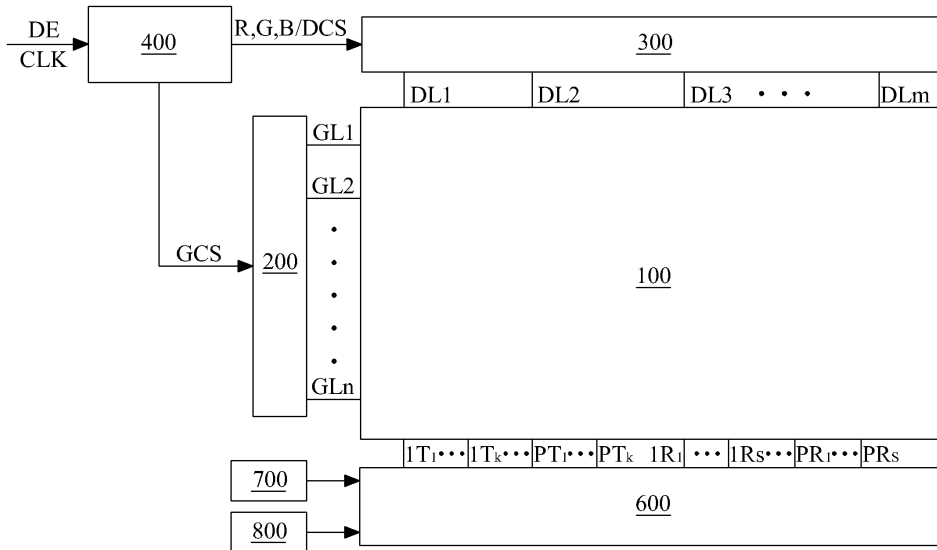 DE
CLK
400
R,G,B/DCS
300
DL1 DL2 DL3 • • • DLm
GL1
GL2
GCS
200
100
GLn
1T₁••• 1Tₖ••• PT₁••• PTₖ 1R₁ ••• 1Rs••• PR₁••• PRs
700
600
800